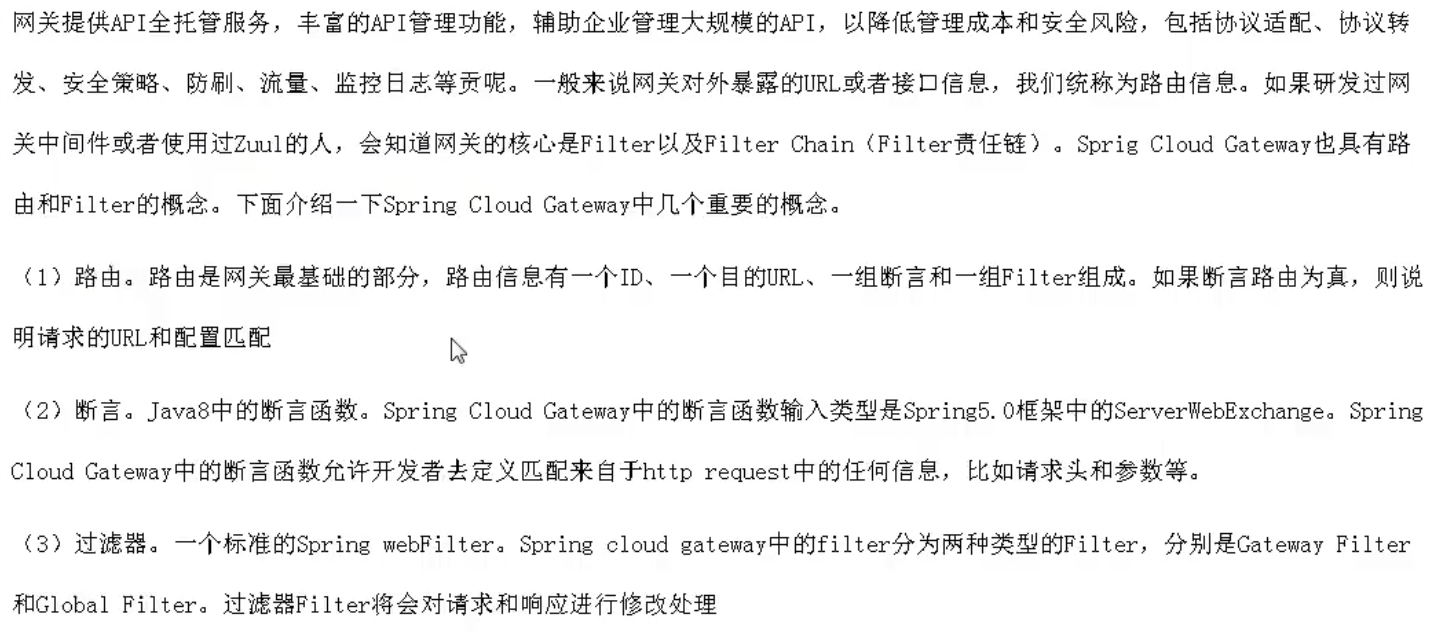 网关提供API全托管服务，丰富的API管理功能，辅助企业管理大规模的API，以降低管理成本和安全风险，包括协议适配、协议转
发、安全策略、防刷、流量、监控日志等贡呢。一般来说网关对外暴露的URL或者接口信息，我们统称为路由信息。如果研发过网
关中间件或者使用过Zuul的人，会知道网关的核心是Filter以及Filter Chain（Filter责任链）。Sprig Cloud Gateway也具有路
由和Filter的概念。下面介绍一下Spring Cloud Gateway中几个重要的概念。
（1）路由。路由是网关最基础的部分，路由信息有一个ID、一个目的URL、一组断言和一组Filter组成。如果断言路由为真，则说
明请求的URL和配置匹配
（2）断言。Java8中的断言函数。Spring Cloud Gateway中的断言函数输入类型是Spring5.0框架中的ServerWebExchange。Spring
Cloud Gateway中的断言函数允许开发者去定义匹配来自于http request中的任何信息，比如请求头和参数等。
（3）过滤器。一个标准的Spring webFilter。Spring cloud gateway中的filter分为两种类型的Filter，分别是Gateway Filter
和Global Filter。过滤器Filter将会对请求和响应进行修改处理